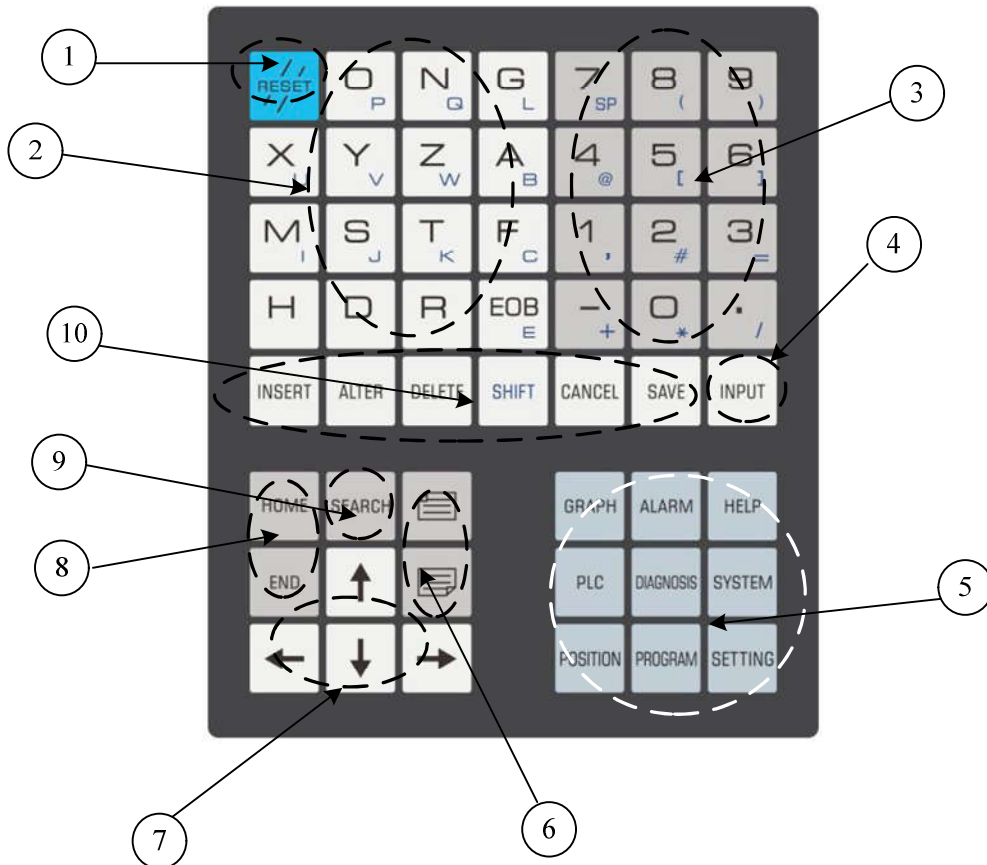 1
RESET O P N Q G L 7 SP 8 ( 9 )
3
2
X U Y V Z W A B 4 @ 5 [ 6 ]
M I S J T K F C 1 , 2 # 3 =
4
H D R EOB E - + 0 * . /
10
INSERT ALTER DELETE SHIFT CANCEL SAVE INPUT
9
HOME SEARCH GRAPH ALARM HELP
8
END PLC DIAGNOSIS SYSTEM
5
POSITION PROGRAM SETTING
7
6